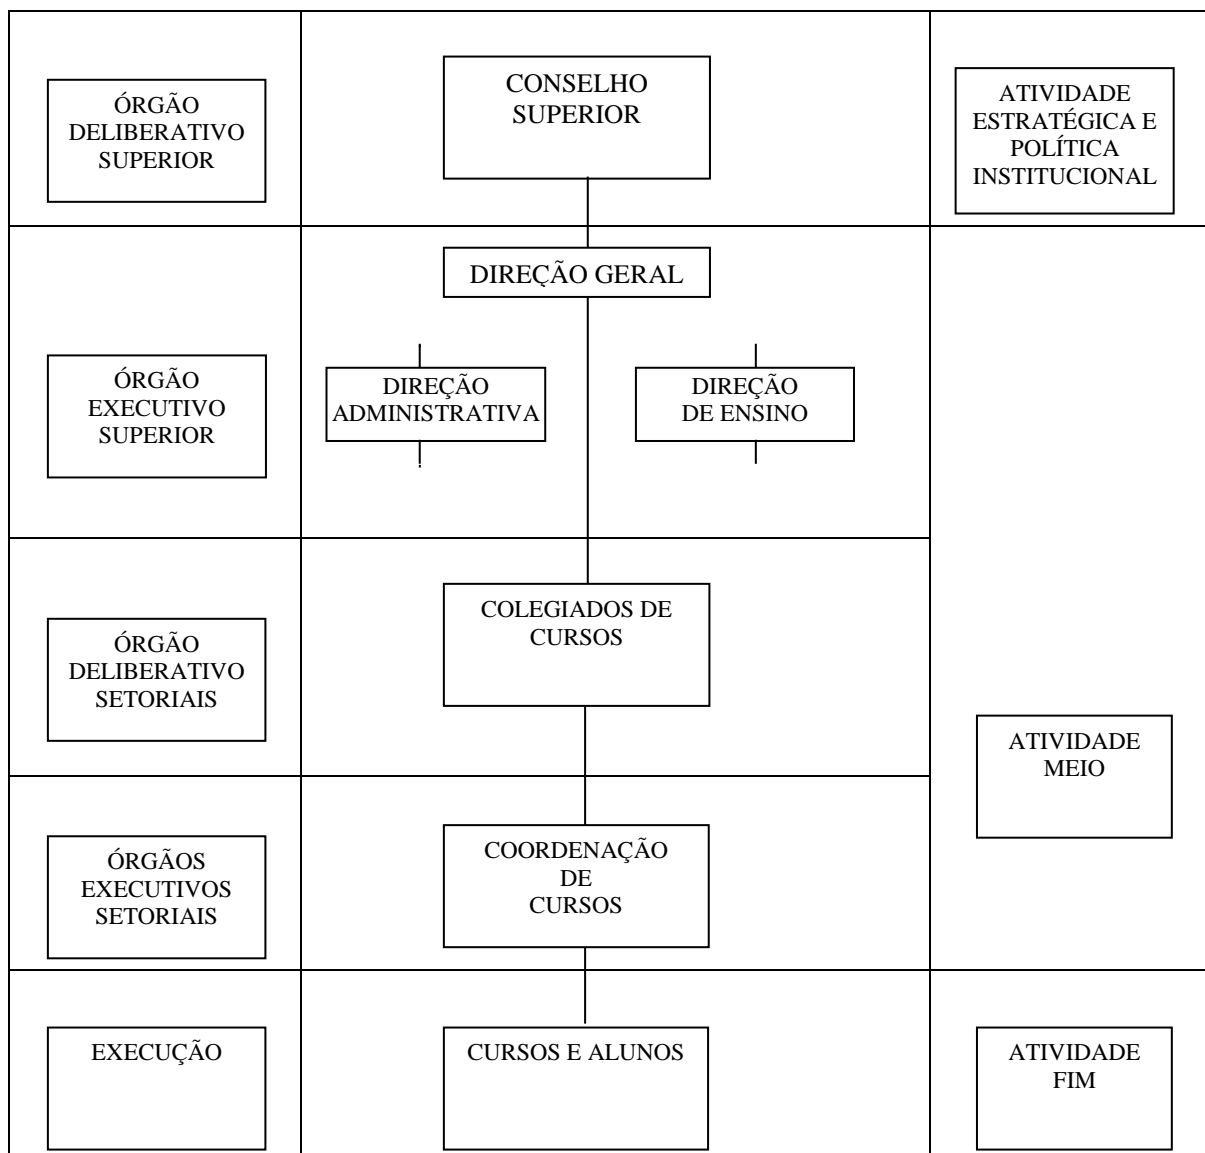 ÓRGÃO
DELIBERATIVO
SUPERIOR
CONSELHO
SUPERIOR
ATIVIDADE
ESTRATÉGICA E
POLÍTICA
INSTITUCIONAL
DIREÇÃO GERAL
ÓRGÃO
EXECUTIVO
SUPERIOR
DIREÇÃO
ADMINISTRATIVA
DIREÇÃO
DE ENSINO
ÓRGÃO
DELIBERATIVO
SETORIAIS
COLEGIADOS DE
CURSOS
ATIVIDADE
MEIO
ÓRGÃOS
EXECUTIVOS
SETORIAIS
COORDENAÇÃO
DE
CURSOS
EXECUÇÃO
CURSOS E ALUNOS
ATIVIDADE
FIM